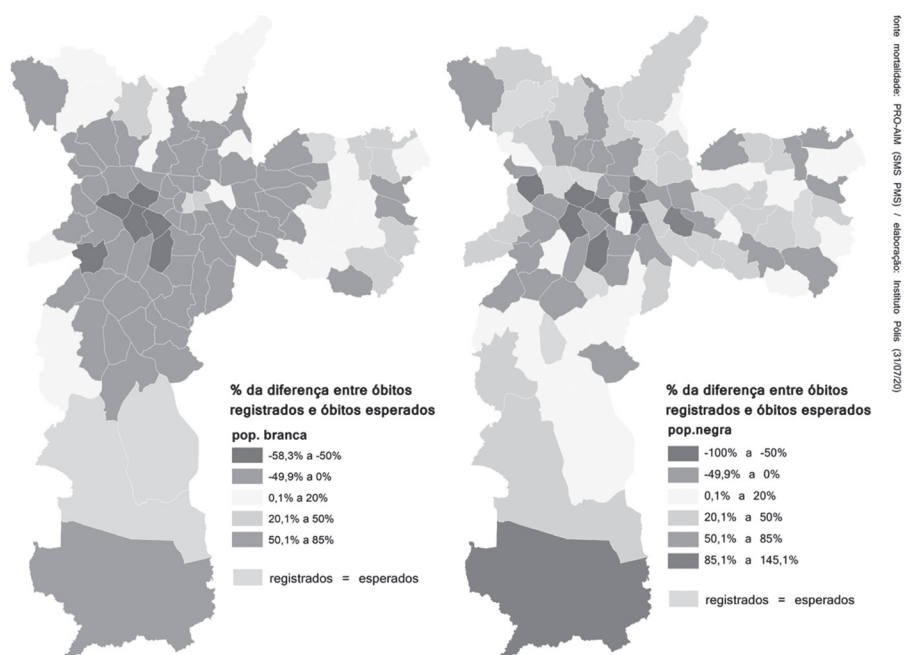 % da diferença entre óbitos
registrados e óbitos esperados
pop. branca
-58,3% a -50%
-49,9% a 0%
0,1% a 20%
20,1% a 50%
50,1% a 85%
registrados = esperados
% da diferença entre óbitos
registrados e óbitos esperados
pop.negra
-100% a -50%
-49,9% a 0%
0,1% a 20%
20,1% a 50%
50,1% a 85%
85,1% a 145,1%
registrados = esperados
fonte mortalidade: PRO-AIM (SMS PMS) / elaboração: Instituto Pólis (31/07/20)